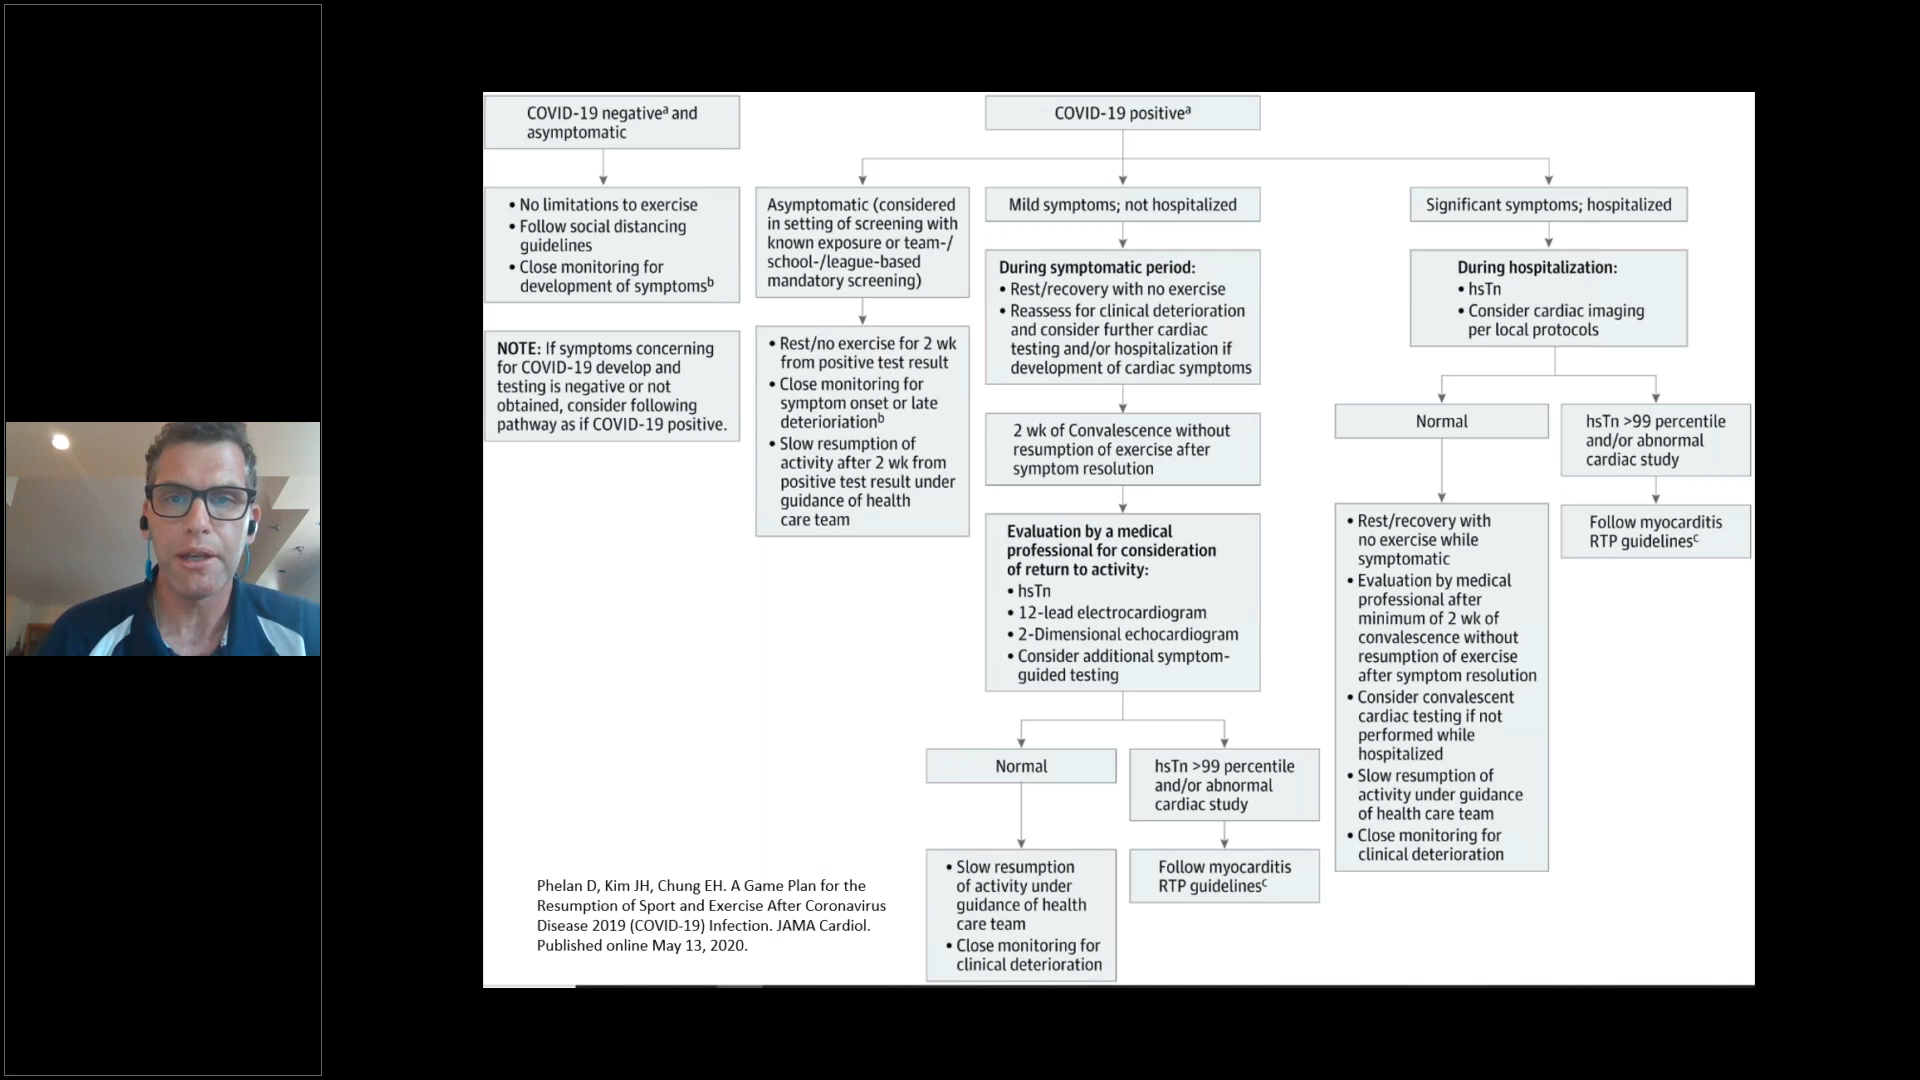 COVID-19 negativeᵃ and
asymptomatic
• No limitations to exercise
• Follow social distancing
guidelines
• Close monitoring for
development of symptomsᵇ
NOTE: If symptoms concerning
for COVID-19 develop and
testing is negative or not
obtained, consider following
pathway as if COVID-19 positive.
COVID-19 positiveᵃ
Asymptomatic (considered
in setting of screening with
known exposure or team-/
school-/league-based
mandatory screening)
• Rest/no exercise for 2 wk
from positive test result
• Close monitoring for
symptom onset or late
deterioriationᵇ
• Slow resumption of
activity after 2 wk from
positive test result under
guidance of health
care team
Mild symptoms; not hospitalized
During symptomatic period:
• Rest/recovery with no exercise
• Reassess for clinical deterioration
and consider further cardiac
testing and/or hospitalization if
development of cardiac symptoms
2 wk of Convalescence without
resumption of exercise after
symptom resolution
Evaluation by a medical
professional for consideration
of return to activity:
• hsTn
• 12-lead electrocardiogram
• 2-Dimensional echocardiogram
• Consider additional symptom-
guided testing
Normal
• Slow resumption
of activity under
guidance of health
care team
• Close monitoring for
clinical deterioration
hsTn >99 percentile
and/or abnormal
cardiac study
Follow myocarditis
RTP guidelinesᶜ
Significant symptoms; hospitalized
During hospitalization:
• hsTn
• Consider cardiac imaging
per local protocols
Normal
• Rest/recovery with
no exercise while
symptomatic
• Evaluation by medical
professional after
minimum of 2 wk of
convalescence without
resumption of exercise
after symptom resolution
• Consider convalescent
cardiac testing if not
performed while
hospitalized
• Slow resumption of
activity under guidance
of health care team
• Close monitoring for
clinical deterioration
hsTn >99 percentile
and/or abnormal
cardiac study
Follow myocarditis
RTP guidelinesᶜ
Phelan D, Kim JH, Chung EH. A Game Plan for the
Resumption of Sport and Exercise After Coronavirus
Disease 2019 (COVID-19) Infection. JAMA Cardiol.
Published online May 13, 2020.